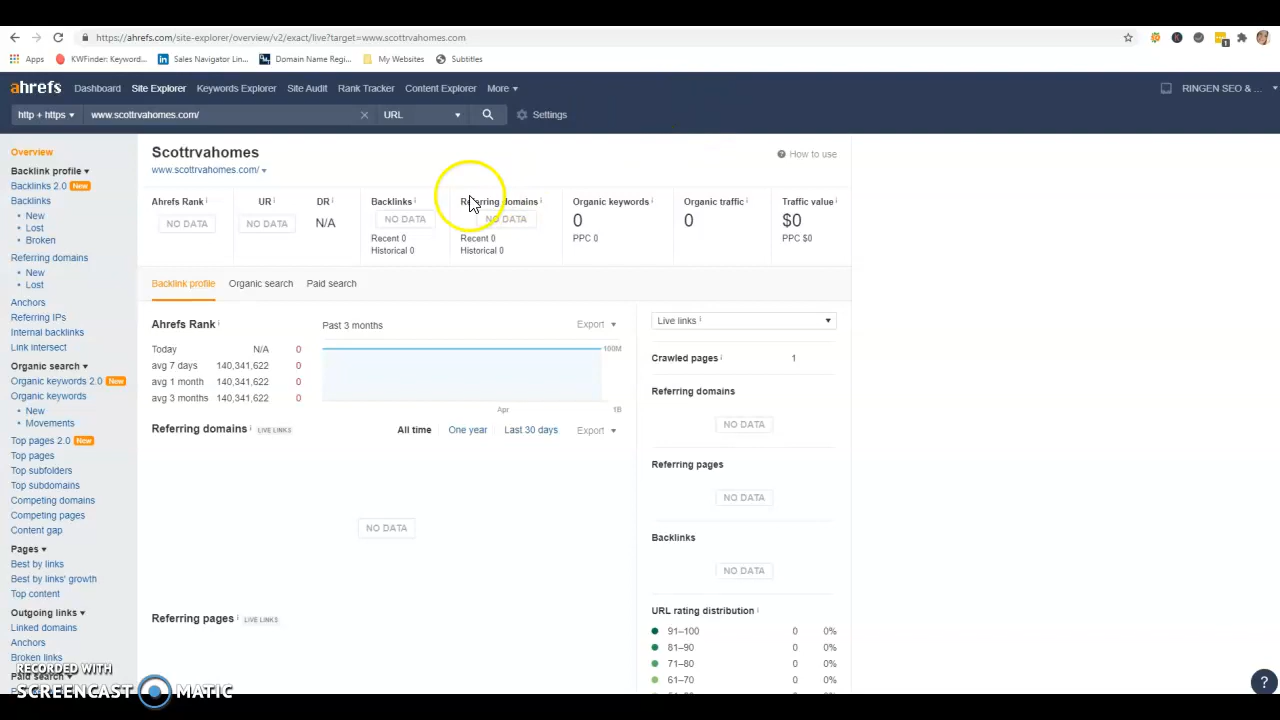 https://ahrefs.com/site-explorer/overview/v2/exact/live?target=www.scottrvahomes.com
Apps KWFinder: Keyword... Sales Navigator Lin... Domain Name Regi... My Websites Subtitles
ahrefs Dashboard Site Explorer Keywords Explorer Site Audit Rank Tracker Content Explorer More RINGEN SEO & ...
http + https www.scottrvahomes.com/ URL Settings
Overview
Backlink profile
Backlinks 2.0 New
Backlinks
New
Lost
Broken
Referring domains
New
Lost
Anchors
Referring IPs
Internal backlinks
Link intersect
Organic search
Organic keywords 2.0 New
Organic keywords
New
Movements
Top pages 2.0 New
Top pages
Top subfolders
Top subdomains
Competing domains
Competing pages
Content gap
Pages
Best by links
Best by links' growth
Top content
Outgoing links
Linked domains
Anchors
Broken links
Paid search
Scottrvahomes
How to use
www.scottrvahomes.com/
Ahrefs Rank UR DR Backlinks Referring domains Organic keywords Organic traffic Traffic value
NO DATA NO DATA N/A NO DATA NO DATA 0 0 $0
Recent 0 Recent 0 PPC 0 PPC $0
Historical 0 Historical 0
Backlink profile Organic search Paid search
Ahrefs Rank Past 3 months Export
Today N/A 0
avg 7 days 140,341,622 0
avg 1 month 140,341,622 0
avg 3 months 140,341,622 0
100M
Apr 1B
Referring domains LIVE LINKS All time One year Last 30 days Export
NO DATA
Referring pages LIVE LINKS
Live links
Crawled pages 1
Referring domains
NO DATA
Referring pages
NO DATA
Backlinks
NO DATA
URL rating distribution
91–100 0 0%
81–90 0 0%
71–80 0 0%
61–70 0 0%
?
RECORDED WITH
SCREENCAST MATIC